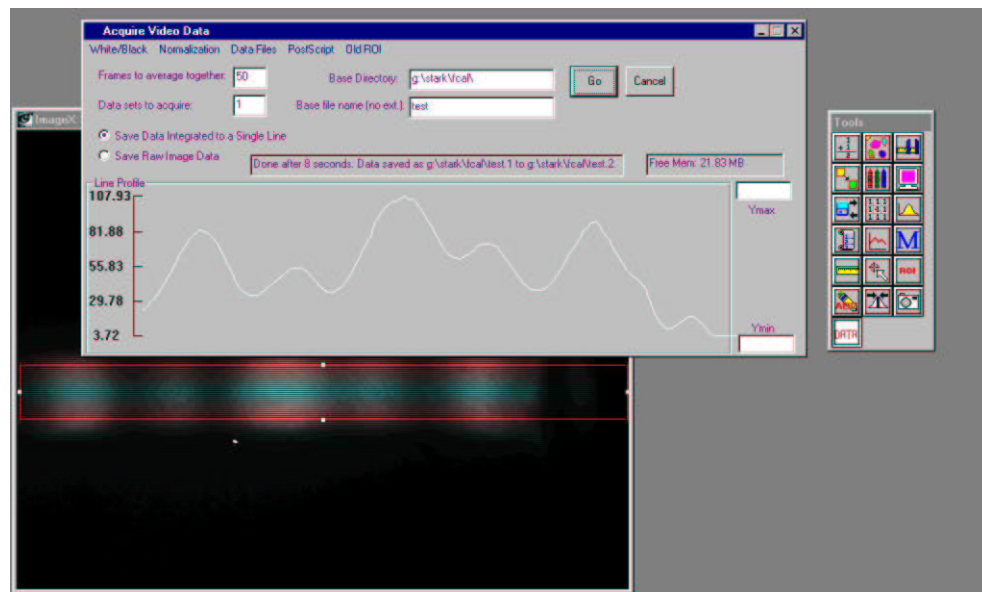 Acquire Video Data
White/Black Normalization Data Files PostScript Old ROI
Frames to average together: 50
Base Directory: g:\stark\fcal\
Go Cancel
Data sets to acquire: 1
Base file name (no ext.): test
Save Data Integrated to a Single Line
Save Raw Image Data
Done after 8 seconds. Data saved as g:\stark\fcal\test.1 to g:\stark\fcal\test.2
Free Mem: 21.83 MB
Line Profile
107.93
81.88
55.83
29.78
3.72
Ymax
Ymin
ImageX
Tools
M
ROI
DATA